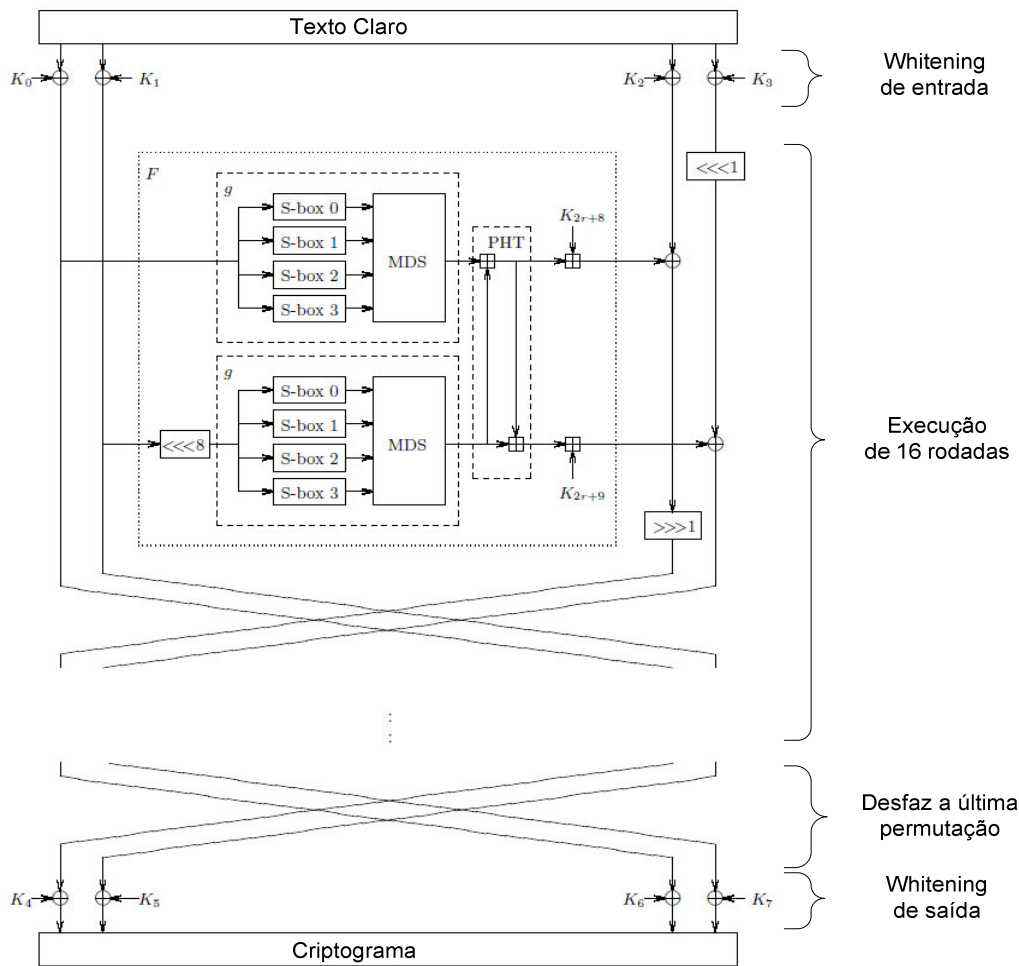 Texto Claro
K0
K1
K2
K3
Whitening
de entrada
<<<1
F
g
S-box 0
S-box 1
S-box 2
S-box 3
MDS
PHT
K2r+8
g
S-box 0
S-box 1
S-box 2
S-box 3
MDS
<<<8
K2r+9
>>>1
Execução
de 16 rodadas
Desfaz a última
permutação
K4
K5
K6
K7
Whitening
de saída
Criptograma